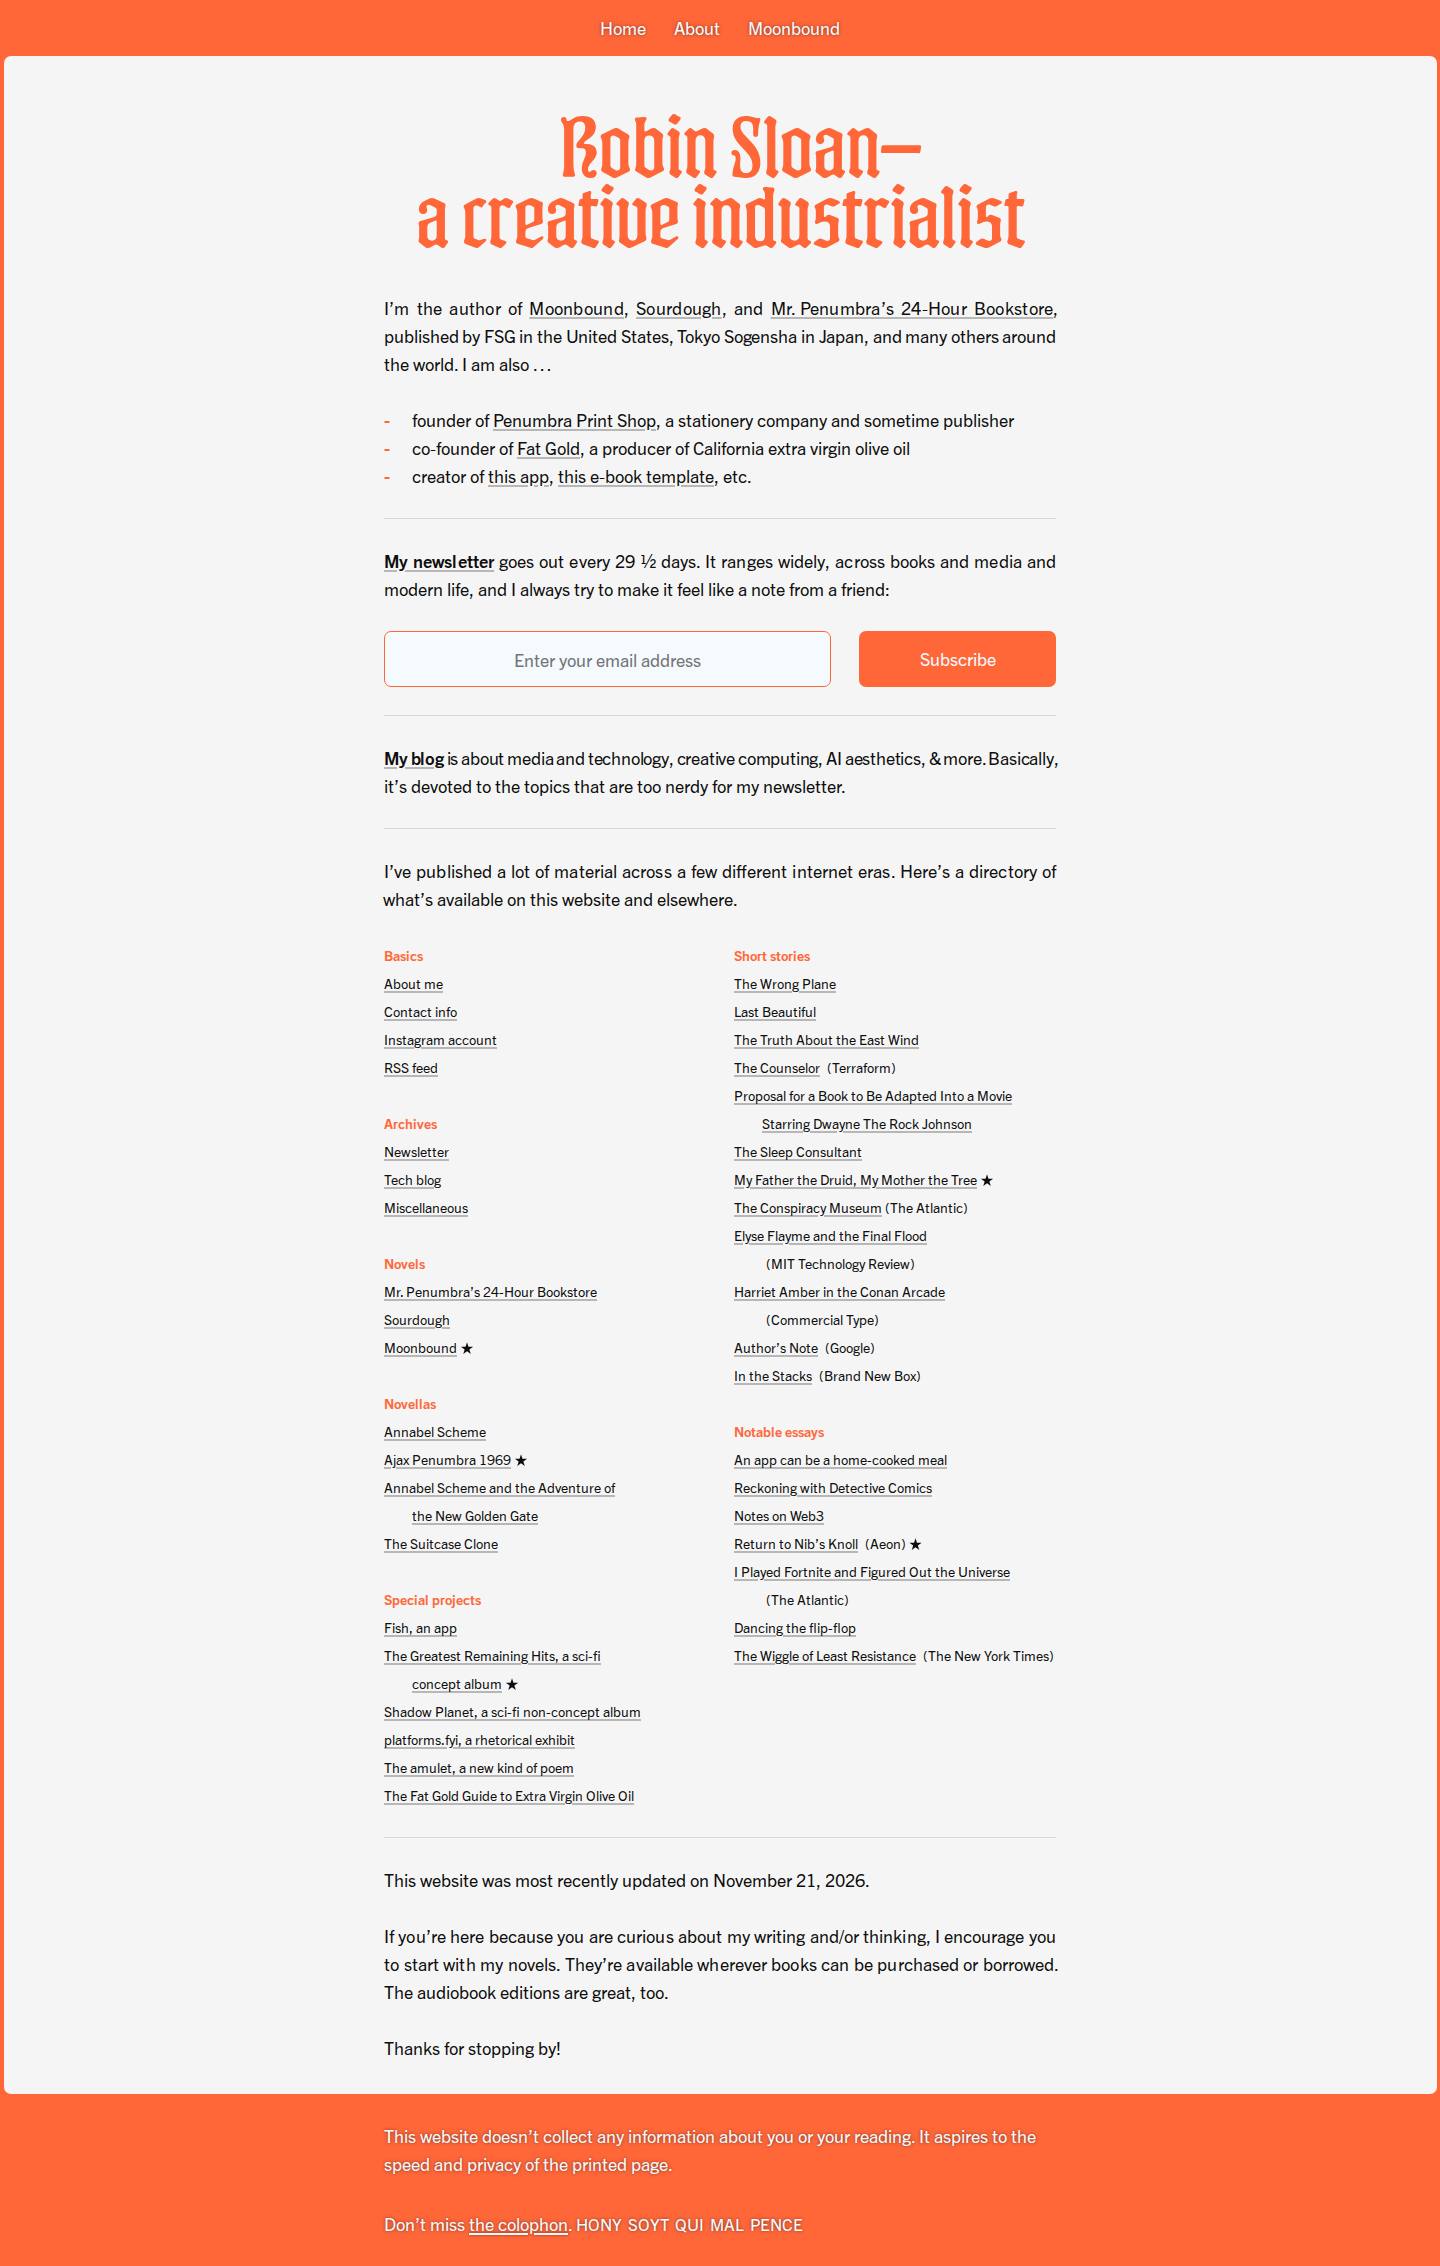 Home About Moonbound
Robin Sloan—
a creative industrialist
I’m the author of Moonbound, Sourdough, and Mr. Penumbra’s 24-Hour Bookstore,
published by FSG in the United States, Tokyo Sogensha in Japan, and many others around
the world. I am also …
- founder of Penumbra Print Shop, a stationery company and sometime publisher
- co-founder of Fat Gold, a producer of California extra virgin olive oil
- creator of this app, this e-book template, etc.
My newsletter goes out every 29 ½ days. It ranges widely, across books and media and
modern life, and I always try to make it feel like a note from a friend:
Enter your email address
Subscribe
My blog is about media and technology, creative computing, AI aesthetics, & more. Basically,
it’s devoted to the topics that are too nerdy for my newsletter.
I’ve published a lot of material across a few different internet eras. Here’s a directory of
what’s available on this website and elsewhere.
Basics
About me
Contact info
Instagram account
RSS feed
Archives
Newsletter
Tech blog
Miscellaneous
Novels
Mr. Penumbra’s 24-Hour Bookstore
Sourdough
Moonbound ★
Novellas
Annabel Scheme
Ajax Penumbra 1969 ★
Annabel Scheme and the Adventure of
the New Golden Gate
The Suitcase Clone
Special projects
Fish, an app
The Greatest Remaining Hits, a sci-fi
concept album ★
Shadow Planet, a sci-fi non-concept album
platforms.fyi, a rhetorical exhibit
The amulet, a new kind of poem
The Fat Gold Guide to Extra Virgin Olive Oil
Short stories
The Wrong Plane
Last Beautiful
The Truth About the East Wind
The Counselor (Terraform)
Proposal for a Book to Be Adapted Into a Movie
Starring Dwayne The Rock Johnson
The Sleep Consultant
My Father the Druid, My Mother the Tree ★
The Conspiracy Museum (The Atlantic)
Elyse Flayme and the Final Flood
(MIT Technology Review)
Harriet Amber in the Conan Arcade
(Commercial Type)
Author’s Note (Google)
In the Stacks (Brand New Box)
Notable essays
An app can be a home-cooked meal
Reckoning with Detective Comics
Notes on Web3
Return to Nib’s Knoll (Aeon) ★
I Played Fortnite and Figured Out the Universe
(The Atlantic)
Dancing the flip-flop
The Wiggle of Least Resistance (The New York Times)
This website was most recently updated on November 21, 2026.
If you’re here because you are curious about my writing and/or thinking, I encourage you
to start with my novels. They’re available wherever books can be purchased or borrowed.
The audiobook editions are great, too.
Thanks for stopping by!
This website doesn’t collect any information about you or your reading. It aspires to the
speed and privacy of the printed page.
Don’t miss the colophon. HONY SOYT QUI MAL PENCE